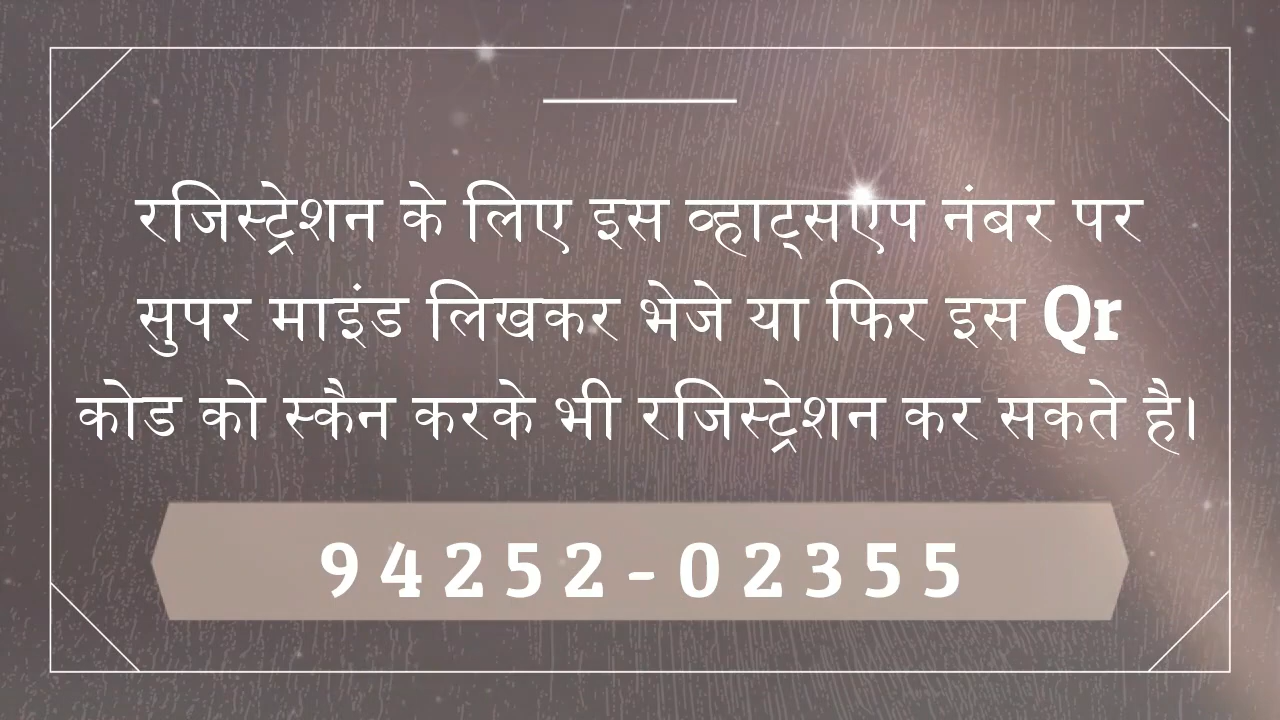 रजिस्ट्रेशन के लिए इस व्हाट्सएप नंबर पर
सुपर माइंड लिखकर भेजे या फिर इस Qr
कोड को स्कैन करके भी रजिस्ट्रेशन कर सकते है।
94252-02355